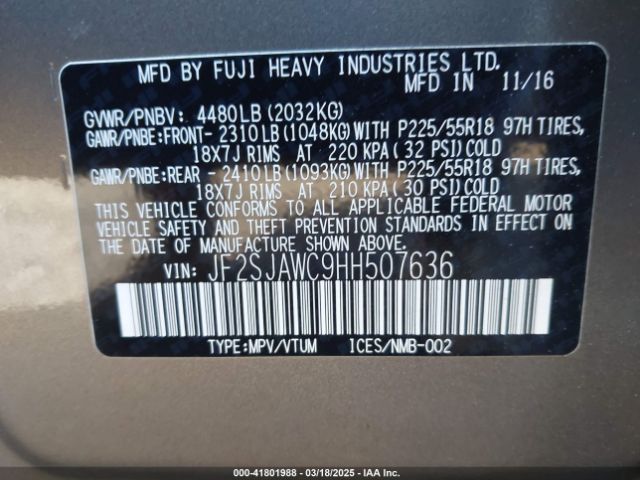 MFD BY FUJI HEAVY INDUSTRIES LTD.
MFD IN 11/16
GVWR/PNBV: 4480LB (2032KG)
GAWR/PNBE:FRONT-2310LB(1048KG)WITH P225/55R18 97H TIRES,
18X7J RIMS AT 220 KPA( 32 PSI)COLD
GAWR/PNBE:REAR -2410LB(1093KG)WITH P225/55R18 97H TIRES,
18X7J RIMS AT 210 KPA( 30 PSI)COLD
THIS VEHICLE CONFORMS TO ALL APPLICABLE FEDERAL MOTOR
VEHICLE SAFETY AND THEFT PREVENTION STANDARDS IN EFFECT ON
THE DATE OF MANUFACTURE SHOWN ABOVE.
VIN: JF2SJAWC9HH507636
TYPE:MPV/VTUM ICES/NMB-002
000-41801988 - 03/18/2025 - IAA Inc.